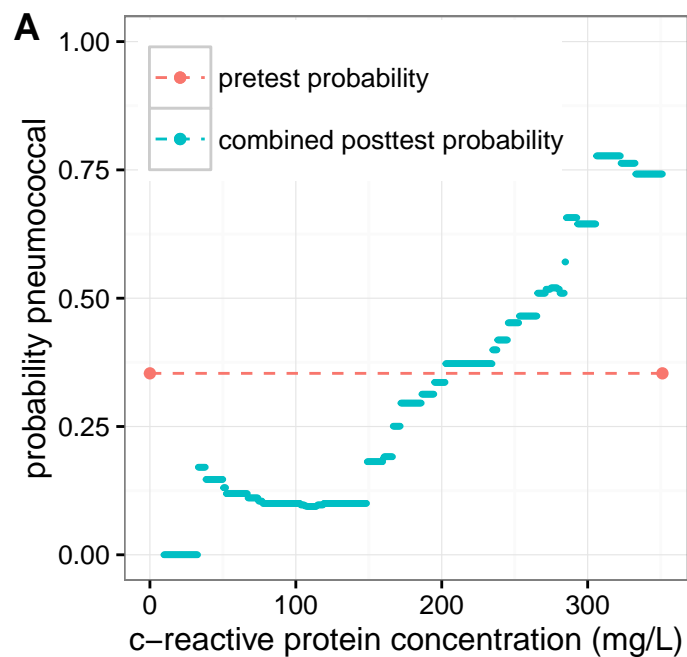 A
1.00
pretest probability
combined posttest probability
0.75
0.50
0.25
0.00
probability pneumococcal
0 100 200 300
c−reactive protein concentration (mg/L)